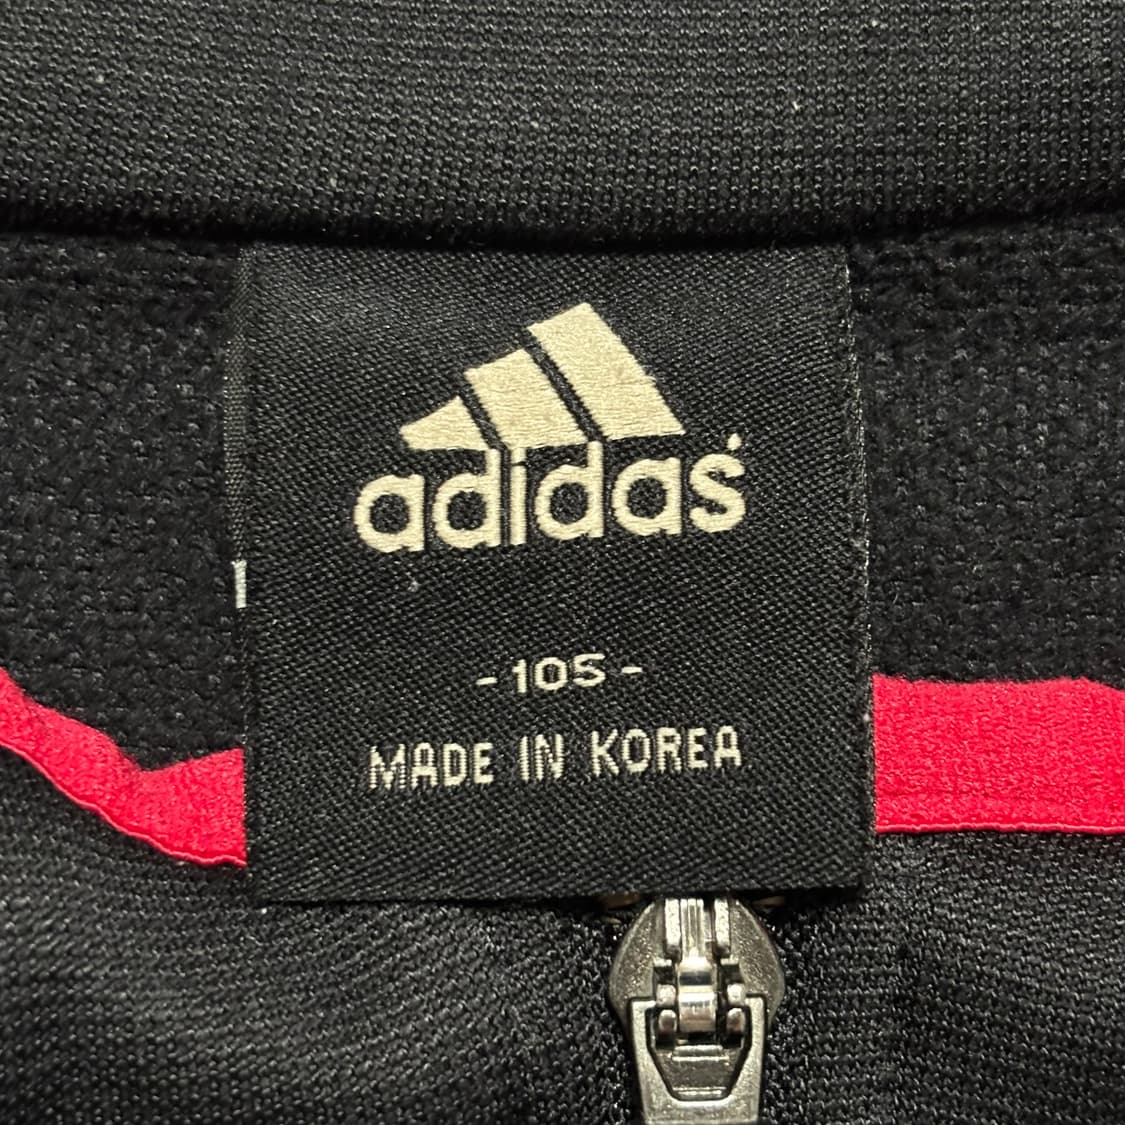 adidas
- 105 -
MADE IN KOREA